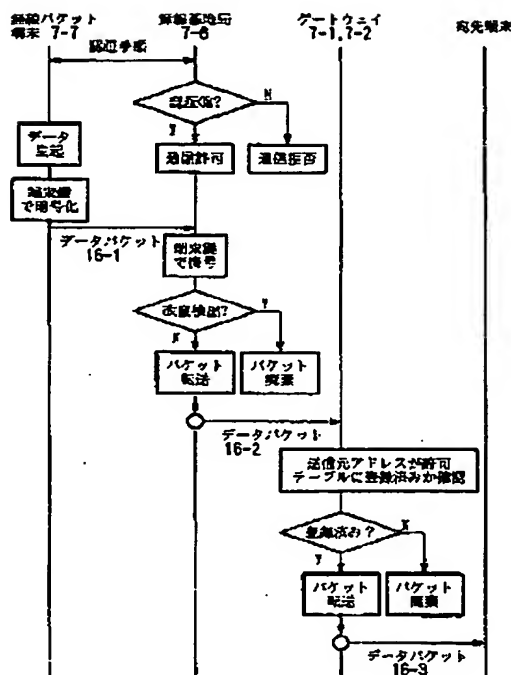 無線パケット
端末 7-7
無線基地局
7-6
ゲートウェイ
7-1,7-2
宛先端末
認証手順
認証値?
N
Y
データ
生起
通信許可
通信拒否
端末鍵
で暗号化
データパケット
16-1
端末鍵
で復号
改竄検出?
Y
N
パケット
転送
パケット
廃棄
データパケット
16-2
送信元アドレスが許可
テーブルに登録済みか確認
登録済み?
N
Y
パケット
転送
パケット
廃棄
データパケット
16-3